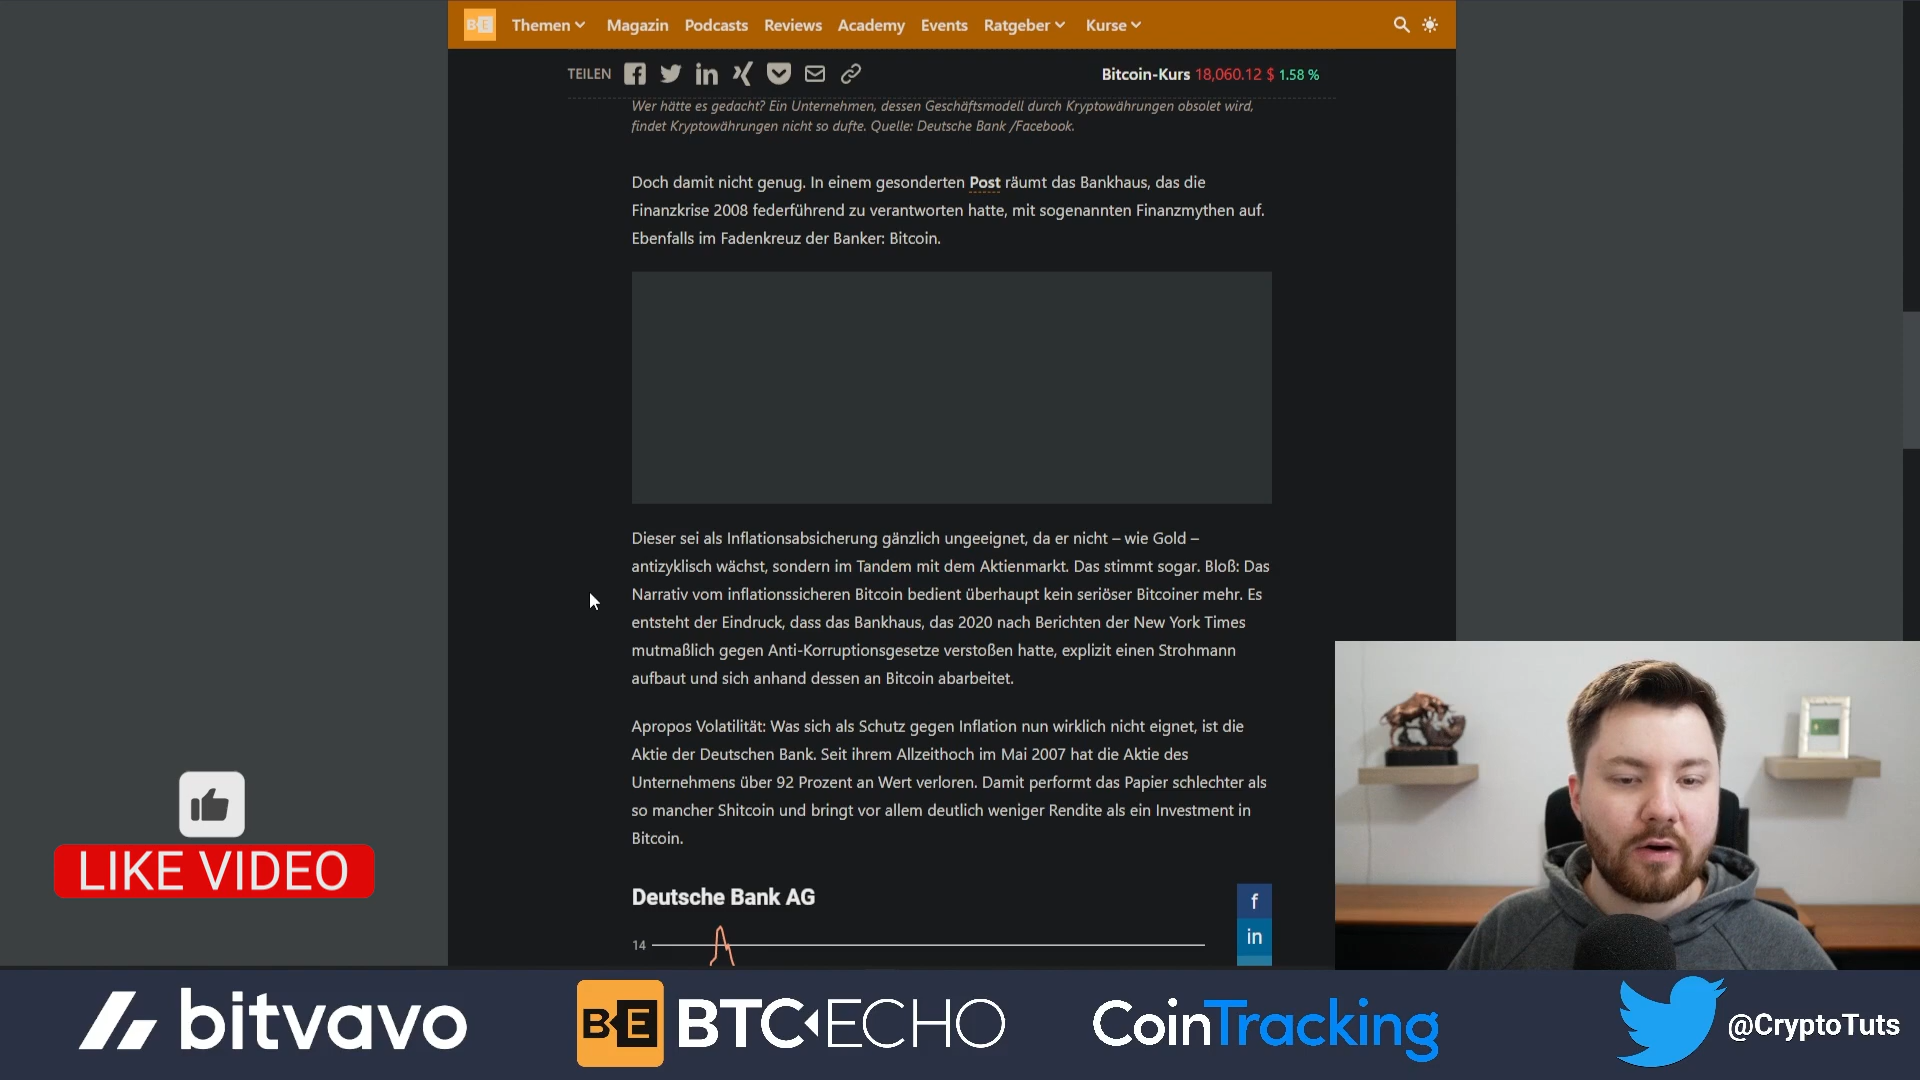 BE Themen Magazin Podcasts Reviews Academy Events Ratgeber Kurse
TEILEN
Bitcoin-Kurs 18,060.12 $ 1.58 %
Wer hätte es gedacht? Ein Unternehmen, dessen Geschäftsmodell durch Kryptowährungen obsolet wird,
findet Kryptowährungen nicht so dufte. Quelle: Deutsche Bank /Facebook.
Doch damit nicht genug. In einem gesonderten Post räumt das Bankhaus, das die
Finanzkrise 2008 federführend zu verantworten hatte, mit sogenannten Finanzmythen auf.
Ebenfalls im Fadenkreuz der Banker: Bitcoin.
Dieser sei als Inflationsabsicherung gänzlich ungeeignet, da er nicht – wie Gold –
antizyklisch wächst, sondern im Tandem mit dem Aktienmarkt. Das stimmt sogar. Bloß: Das
Narrativ vom inflationssicheren Bitcoin bedient überhaupt kein seriöser Bitcoiner mehr. Es
entsteht der Eindruck, dass das Bankhaus, das 2020 nach Berichten der New York Times
mutmaßlich gegen Anti-Korruptionsgesetze verstoßen hatte, explizit einen Strohmann
aufbaut und sich anhand dessen an Bitcoin abarbeitet.
Apropos Volatilität: Was sich als Schutz gegen Inflation nun wirklich nicht eignet, ist die
Aktie der Deutschen Bank. Seit ihrem Allzeithoch im Mai 2007 hat die Aktie des
Unternehmens über 92 Prozent an Wert verloren. Damit performt das Papier schlechter als
so mancher Shitcoin und bringt vor allem deutlich weniger Rendite als ein Investment in
Bitcoin.
Deutsche Bank AG
f
in
14
LIKE VIDEO
bitvavo
BE BTC-ECHO
CoinTracking
@CryptoTuts